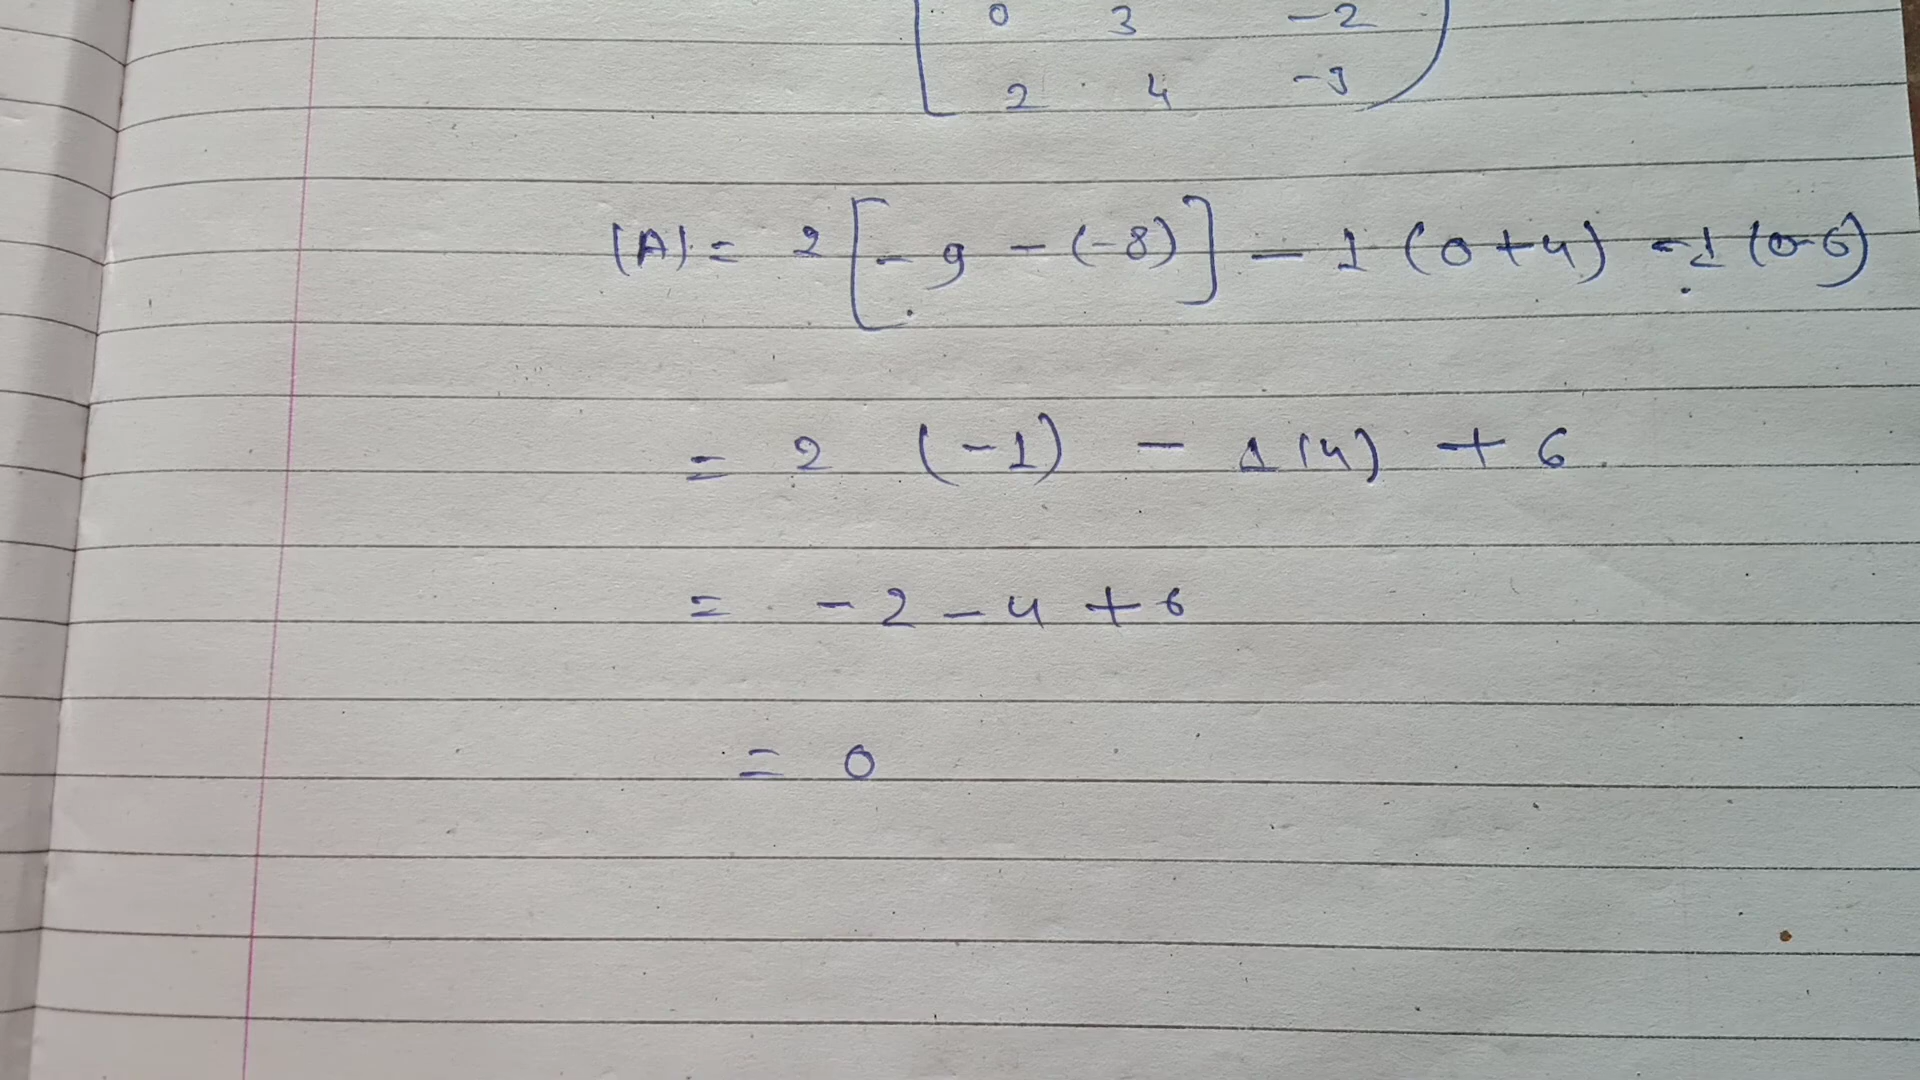 0 3 -2
2 4 -3
|A| = 2 [-9 - (-8)] - 1 (0+4) -1 (0-6)
= 2 (-1) - 1(4) + 6
= -2 - 4 + 6
= 0